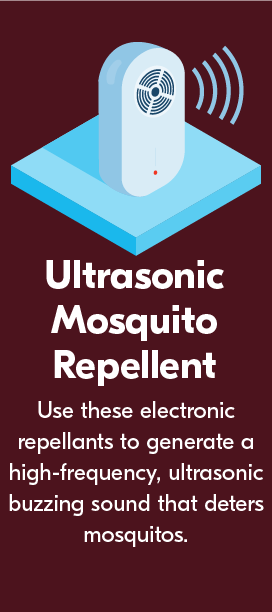 Ultrasonic
Mosquito
Repellent
Use these electronic
repellants to generate a
high-frequency, ultrasonic
buzzing sound that deters
mosquitos.